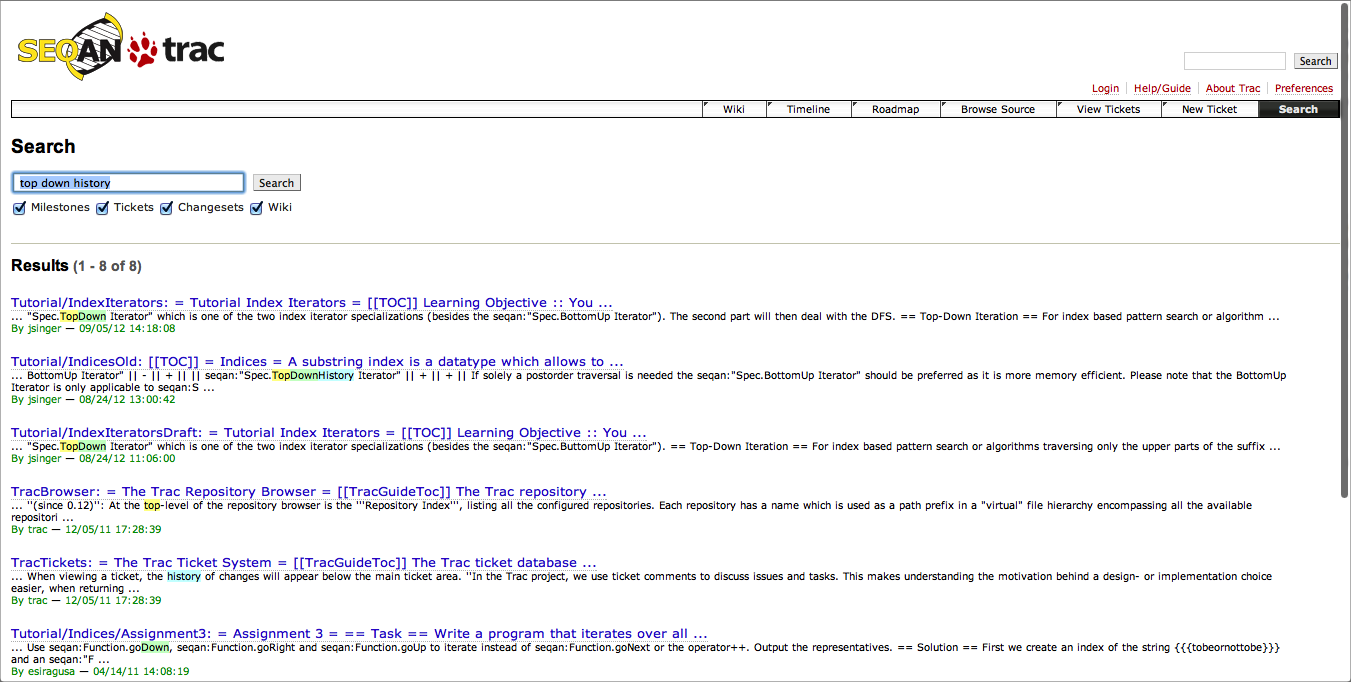 SEQAN trac
Search
Login Help/Guide About Trac Preferences
Wiki Timeline Roadmap Browse Source View Tickets New Ticket Search
Search
top down history Search
Milestones Tickets Changesets Wiki
Results (1 - 8 of 8)
Tutorial/IndexIterators: = Tutorial Index Iterators = [[TOC]] Learning Objective :: You ...
... "Spec.TopDown Iterator" which is one of the two index iterator specializations (besides the seqan:"Spec.BottomUp Iterator"). The second part will then deal with the DFS. == Top-Down Iteration == For index based pattern search or algorithm ...
By jsinger — 09/05/12 14:18:08
Tutorial/IndicesOld: [[TOC]] = Indices = A substring index is a datatype which allows to ...
... BottomUp Iterator" || - || + || || seqan:"Spec.TopDownHistory Iterator" || + || + || If solely a postorder traversal is needed the seqan:"Spec.BottomUp Iterator" should be preferred as it is more memory efficient. Please note that the BottomUp
Iterator is only applicable to seqan:S ...
By jsinger — 08/24/12 13:00:42
Tutorial/IndexIteratorsDraft: = Tutorial Index Iterators = [[TOC]] Learning Objective :: You ...
... "Spec.TopDown Iterator" which is one of the two index iterator specializations (besides the seqan:"Spec.ButtomUp Iterator"). == Top-Down Iteration == For index based pattern search or algorithms traversing only the upper parts of the suffix ...
By jsinger — 08/24/12 11:06:00
TracBrowser: = The Trac Repository Browser = [[TracGuideToc]] The Trac repository ...
... ''(since 0.12)'': At the top-level of the repository browser is the '''Repository Index''', listing all the configured repositories. Each repository has a name which is used as a path prefix in a "virtual" file hierarchy encompassing all the available
repositori ...
By trac — 12/05/11 17:28:39
TracTickets: = The Trac Ticket System = [[TracGuideToc]] The Trac ticket database ...
... When viewing a ticket, the history of changes will appear below the main ticket area. ''In the Trac project, we use ticket comments to discuss issues and tasks. This makes understanding the motivation behind a design- or implementation choice
easier, when returning ...
By trac — 12/05/11 17:28:39
Tutorial/Indices/Assignment3: = Assignment 3 = == Task == Write a program that iterates over all ...
... Use seqan:Function.goDown, seqan:Function.goRight and seqan:Function.goUp to iterate instead of seqan:Function.goNext or the operator++. Output the representatives. == Solution == First we create an index of the string {{{tobeornottobe}}}
and an seqan:"F ...
By esiragusa — 04/14/11 14:08:19